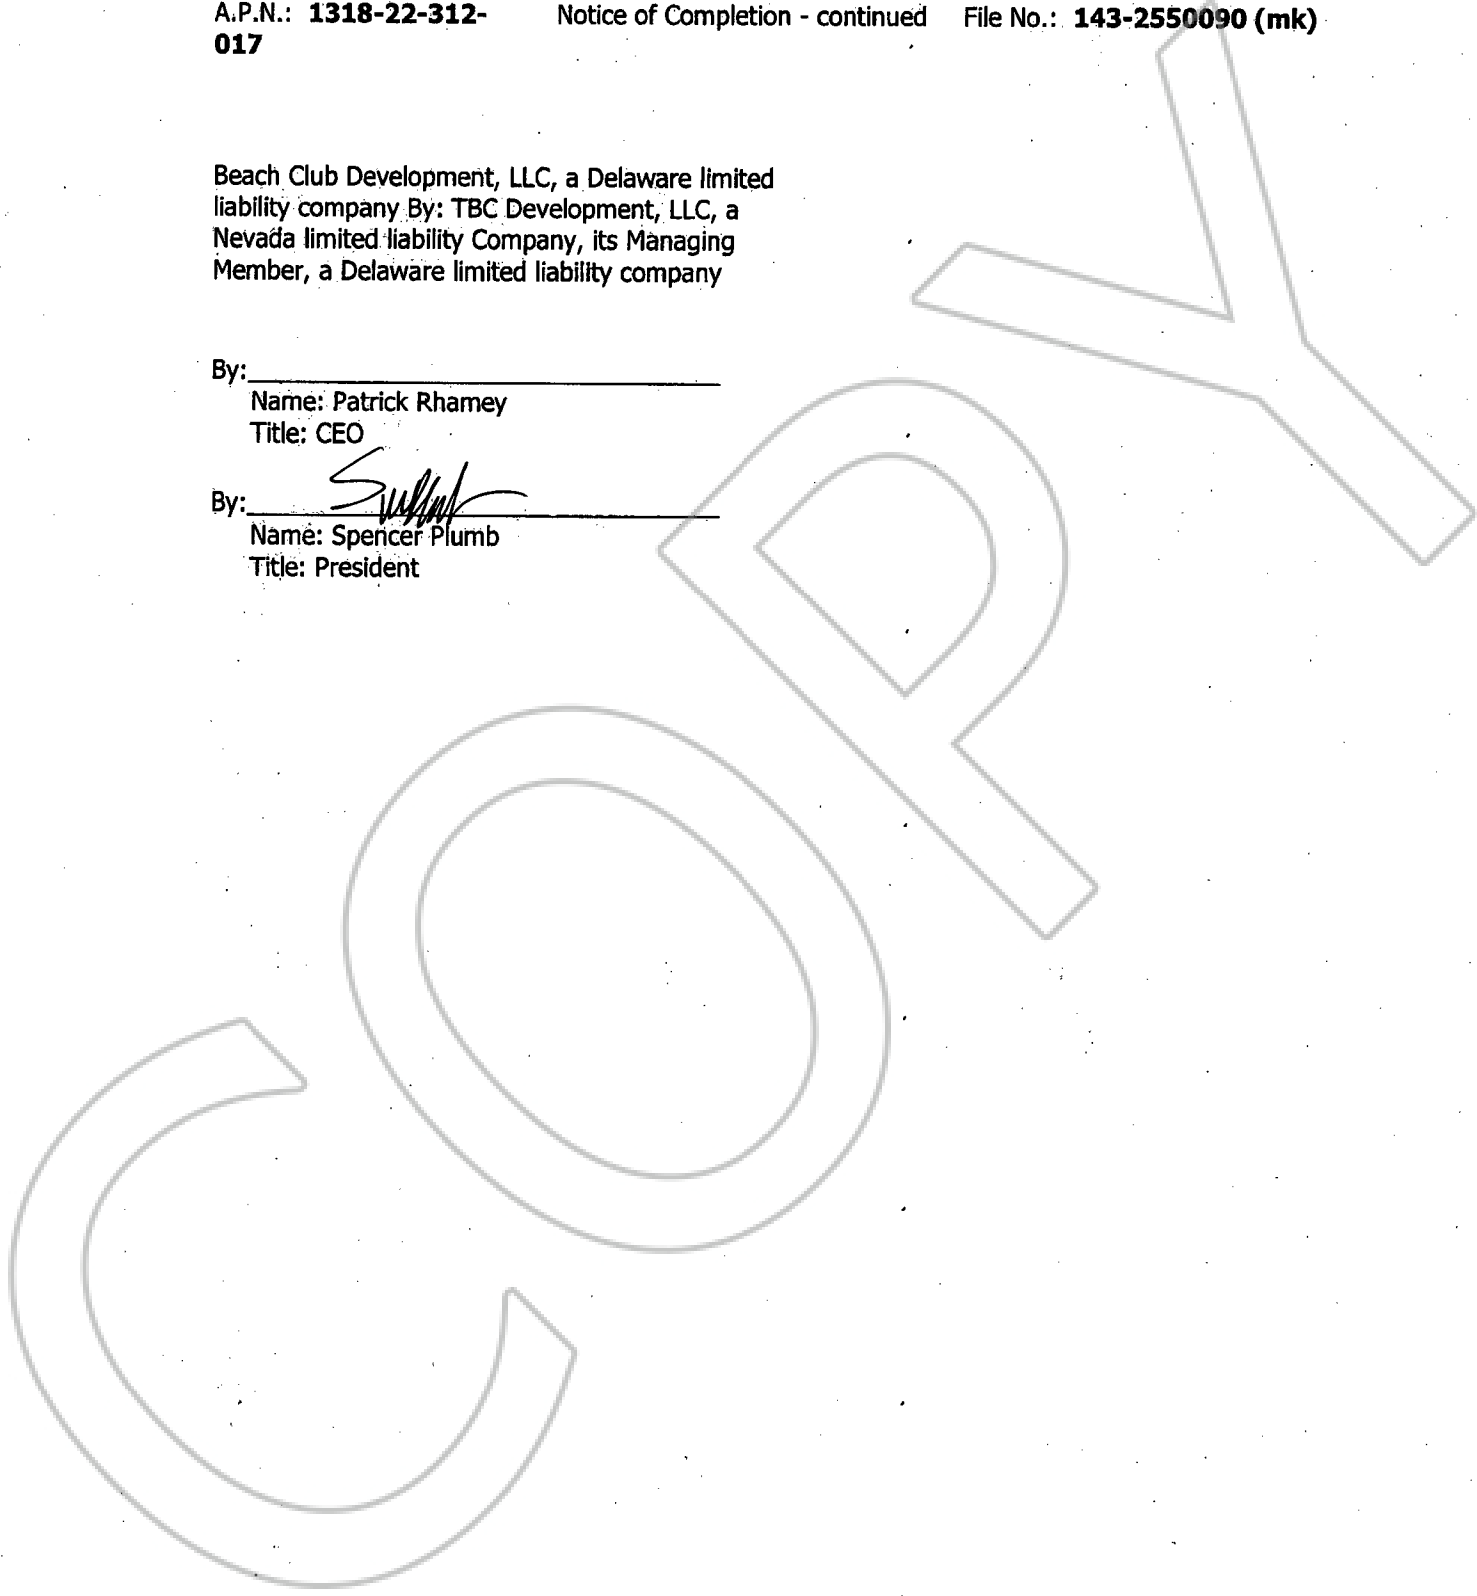 A.P.N.: 1318-22-312-017 Notice of Completion - continued File No.: 143-2550090 (mk)
Beach Club Development, LLC, a Delaware limited
liability company By: TBC Development, LLC, a
Nevada limited liability Company, its Managing
Member, a Delaware limited liability company
By:
Name: Patrick Rhamey
Title: CEO
By:
Name: Spencer Plumb
Title: President
COPY